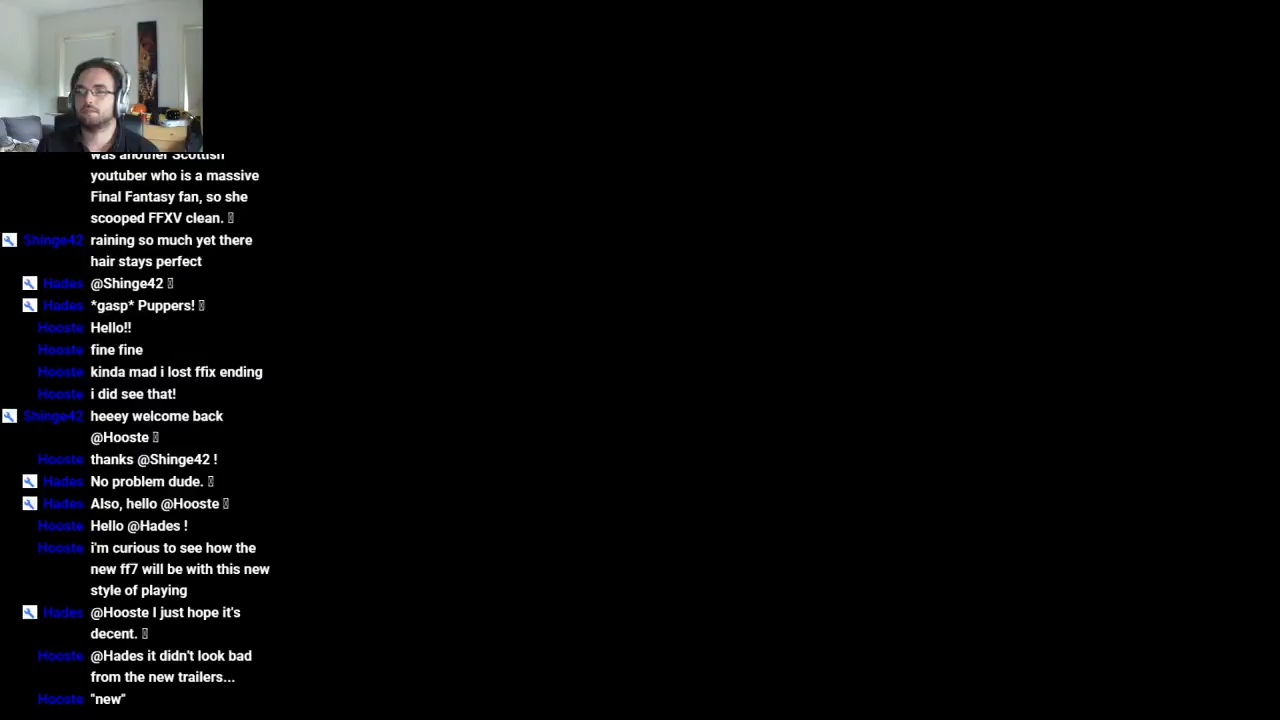 was another Scottish
youtuber who is a massive
Final Fantasy fan, so she
scooped FFXV clean.
Shinge42 raining so much yet there
hair stays perfect
Hades @Shinge42
Hades *gasp* Puppers!
Hooste Hello!!
Hooste fine fine
Hooste kinda mad i lost ffix ending
Hooste i did see that!
Shinge42 heeey welcome back
@Hooste
Hooste thanks @Shinge42 !
Hades No problem dude.
Hades Also, hello @Hooste
Hooste Hello @Hades !
Hooste i'm curious to see how the
new ff7 will be with this new
style of playing
Hades @Hooste I just hope it's
decent.
Hooste @Hades it didn't look bad
from the new trailers...
Hooste "new"